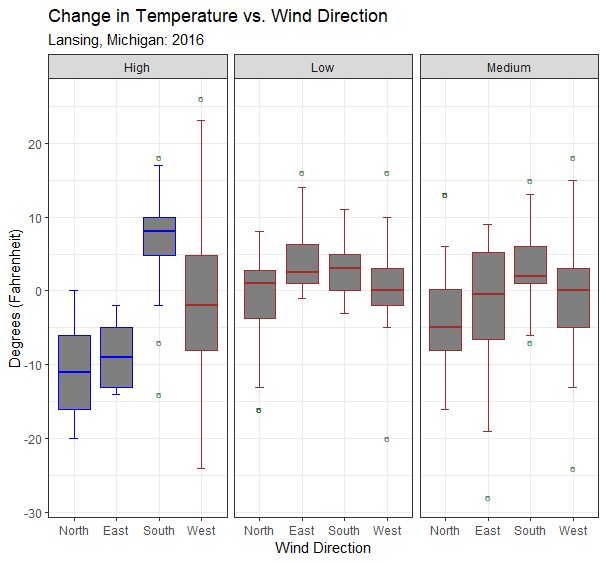 Change in Temperature vs. Wind Direction
Lansing, Michigan: 2016
High Low Medium
Degrees (Fahrenheit)
20
10
0
-10
-20
-30
North East South West North East South West North East South West
Wind Direction